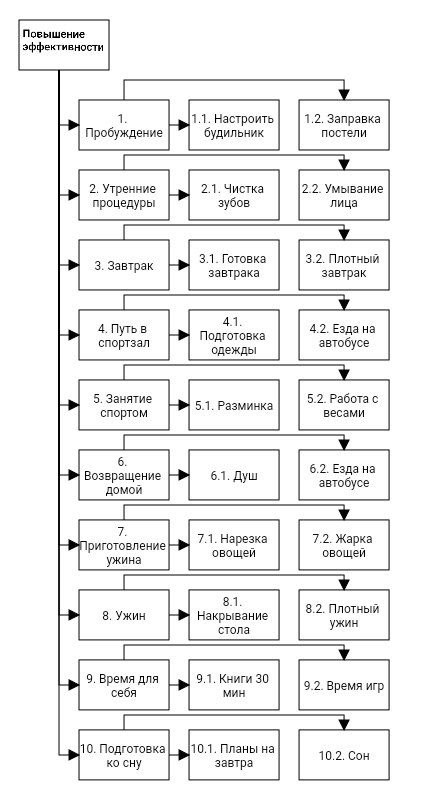 Повышение
эффективности
1.
Пробуждение
1.1. Настроить
будильник
1.2. Заправка
постели
2. Утренние
процедуры
2.1. Чистка
зубов
2.2. Умывание
лица
3. Завтрак
3.1. Готовка
завтрака
3.2. Плотный
завтрак
4. Путь в
спортзал
4.1.
Подготовка
одежды
4.2. Езда на
автобусе
5. Занятие
спортом
5.1. Разминка
5.2. Работа с
весами
6.
Возвращение
домой
6.1. Душ
6.2. Езда на
автобусе
7.
Приготовление
ужина
7.1. Нарезка
овощей
7.2. Жарка
овощей
8. Ужин
8.1.
Накрывание
стола
8.2. Плотный
ужин
9. Время для
себя
9.1. Книги 30
мин
9.2. Время игр
10. Подготовка
ко сну
10.1. Планы на
завтра
10.2. Сон